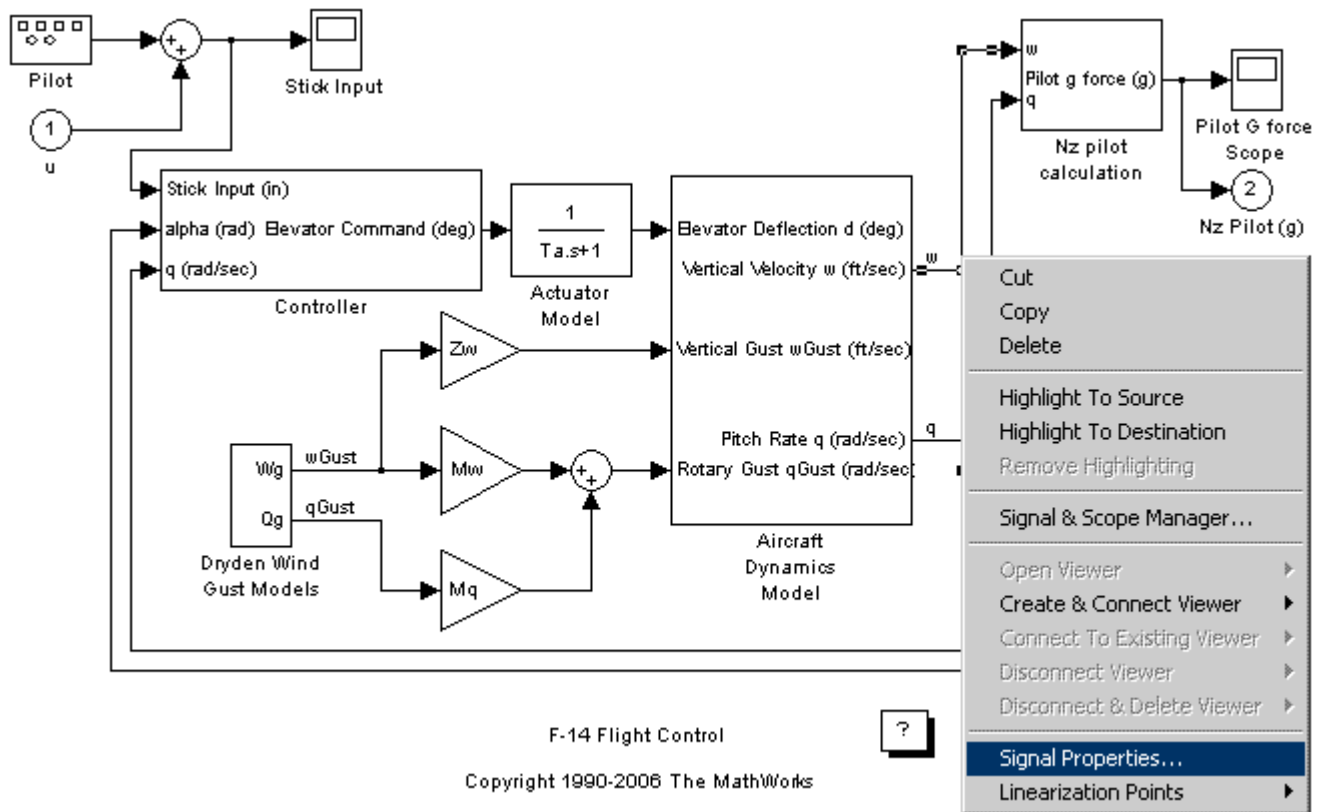 Pilot
1
u
Stick Input
w
Pilot g force (g)
q
Nz pilot
calculation
Pilot G force
Scope
2
Nz Pilot (g)
Stick Input (in)
alpha (rad) Elevator Command (deg)
q (rad/sec)
Controller
1
Ta.s+1
Actuator
Model
Elevator Deflection d (deg)
Vertical Velocity w (ft/sec)
Vertical Gust wGust (ft/sec)
Pitch Rate q (rad/sec)
Rotary Gust qGust (rad/sec)
Aircraft
Dynamics
Model
w
q
Zw
Mw
Mq
Wg
Qg
wGust
qGust
Dryden Wind
Gust Models
F-14 Flight Control
?
Copyright 1990-2006 The MathWorks
Cut
Copy
Delete
Highlight To Source
Highlight To Destination
Remove Highlighting
Signal & Scope Manager...
Open Viewer
Create & Connect Viewer
Connect To Existing Viewer
Disconnect Viewer
Disconnect & Delete Viewer
Signal Properties...
Linearization Points